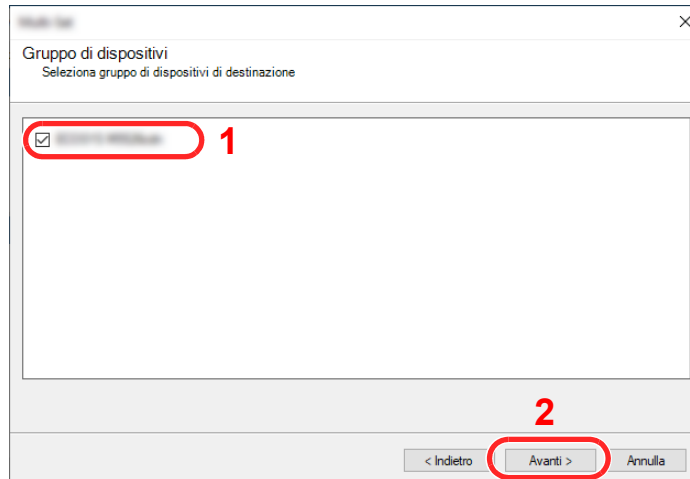 Gruppo di dispositivi
Seleziona gruppo di dispositivi di destinazione
1
2
< Indietro
Avanti >
Annulla